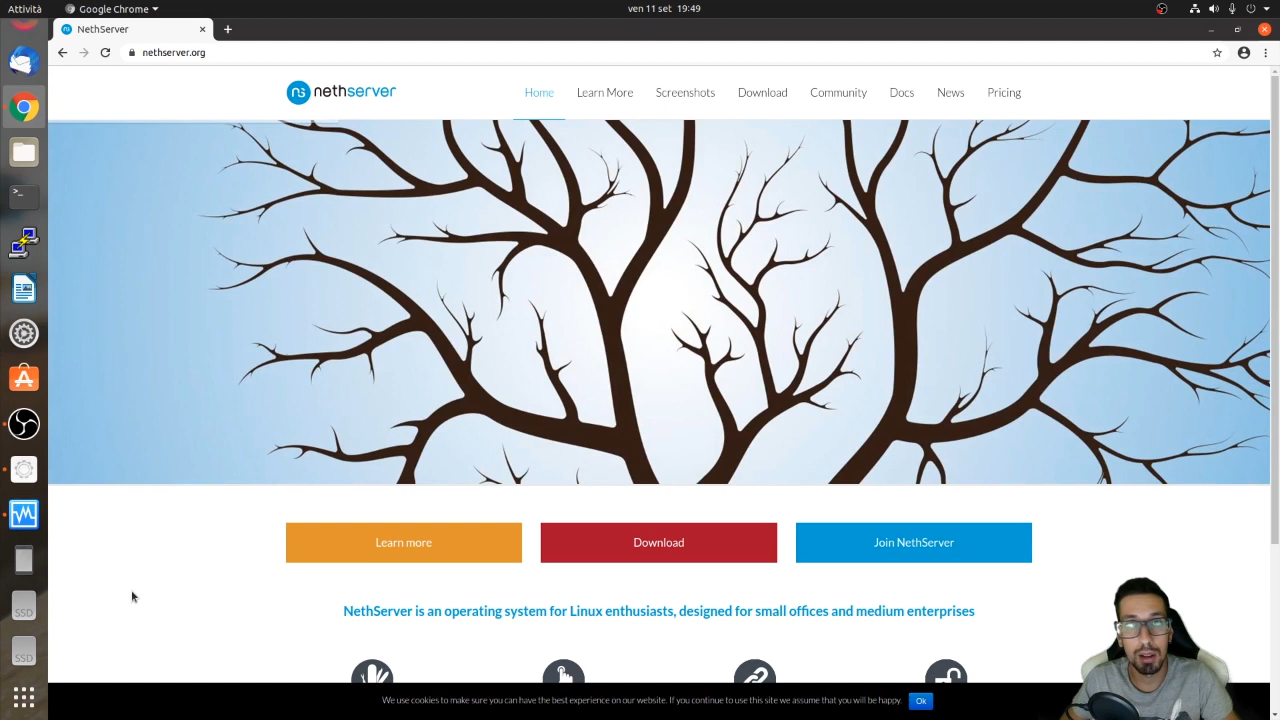 Attività
Google Chrome
ven 11 set 19:49
NethServer
nethserver.org
nethserver
Home
Learn More
Screenshots
Download
Community
Docs
News
Pricing
Learn more
Download
Join NethServer
NethServer is an operating system for Linux enthusiasts, designed for small offices and medium enterprises
SSD
SSD
We use cookies to make sure you can have the best experience on our website. If you continue to use this site we assume that you will be happy.
Ok